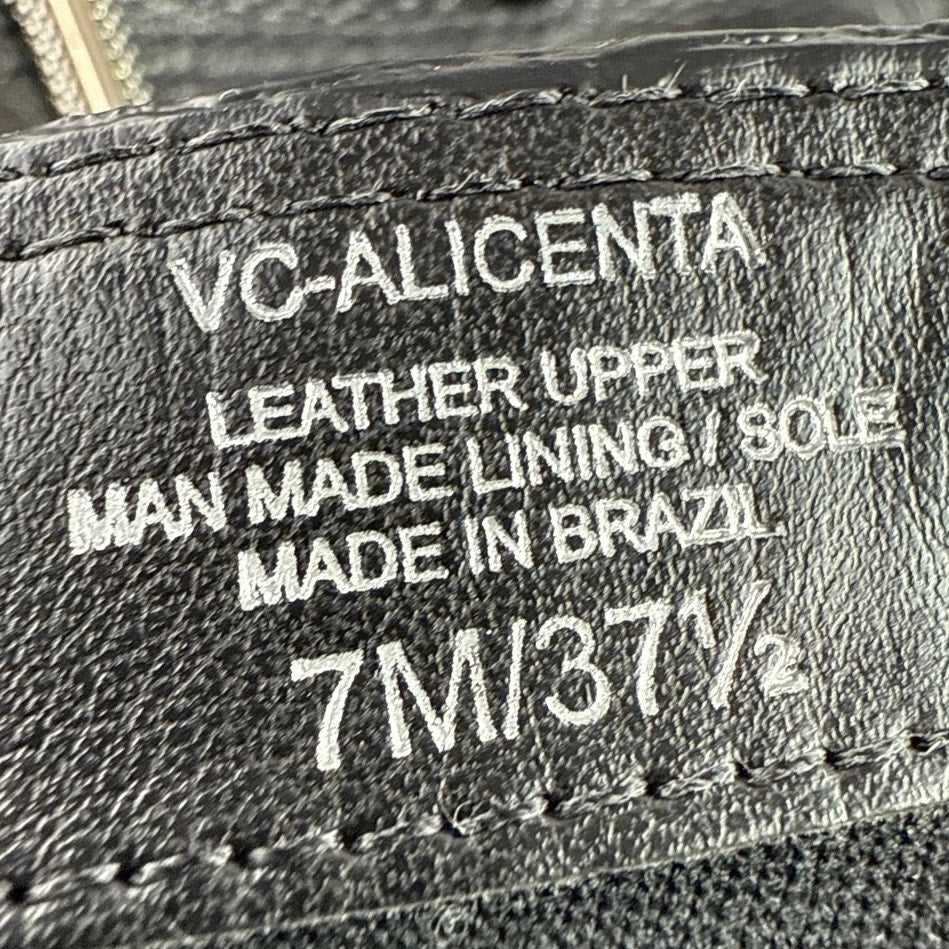 VC-ALICENTA
LEATHER UPPER
MAN MADE LINING / SOLE
MADE IN BRAZIL
7M/37½